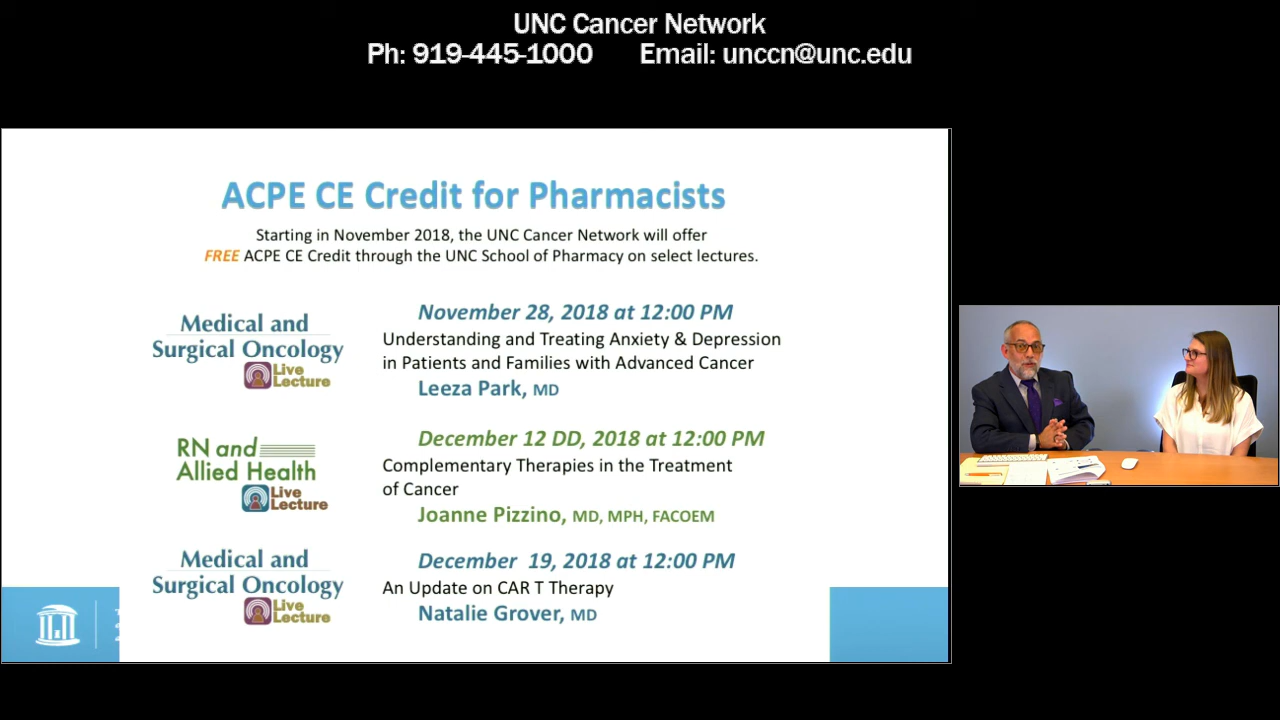 UNC Cancer Network
Ph: 919-445-1000 Email: unccn@unc.edu
ACPE CE Credit for Pharmacists
Starting in November 2018, the UNC Cancer Network will offer
FREE ACPE CE Credit through the UNC School of Pharmacy on select lectures.
Medical and
Surgical Oncology
Live
Lecture
November 28, 2018 at 12:00 PM
Understanding and Treating Anxiety & Depression
in Patients and Families with Advanced Cancer
Leeza Park, MD
RN and
Allied Health
Live
Lecture
December 12 DD, 2018 at 12:00 PM
Complementary Therapies in the Treatment
of Cancer
Joanne Pizzino, MD, MPH, FACOEM
Medical and
Surgical Oncology
Live
Lecture
December 19, 2018 at 12:00 PM
An Update on CAR T Therapy
Natalie Grover, MD